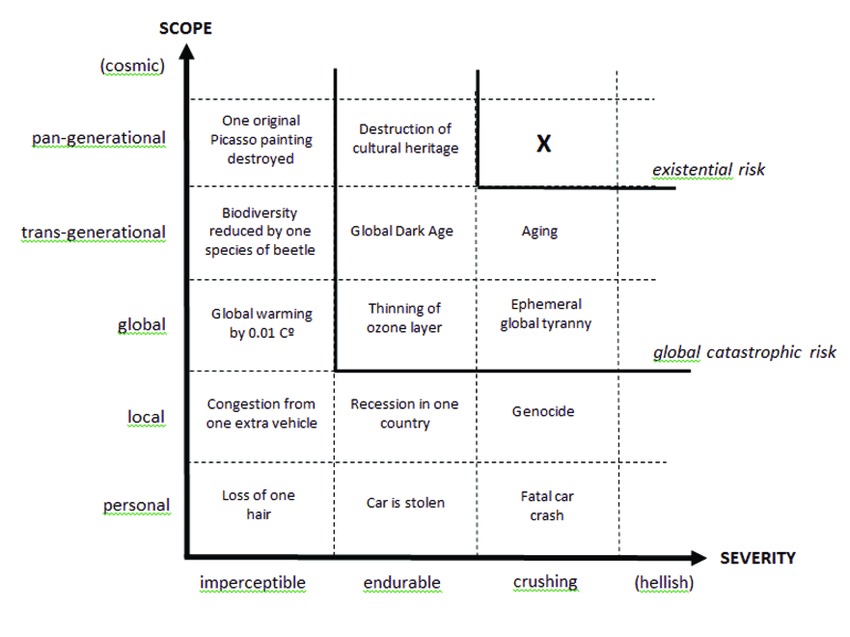 SCOPE
(cosmic)
pan-generational
One original
Picasso painting
destroyed
Destruction of
cultural heritage
X
existential risk
trans-generational
Biodiversity
reduced by one
species of beetle
Global Dark Age
Aging
global
Global warming
by 0.01 Cº
Thinning of
ozone layer
Ephemeral
global tyranny
global catastrophic risk
local
Congestion from
one extra vehicle
Recession in one
country
Genocide
personal
Loss of one
hair
Car is stolen
Fatal car
crash
SEVERITY
imperceptible
endurable
crushing
(hellish)